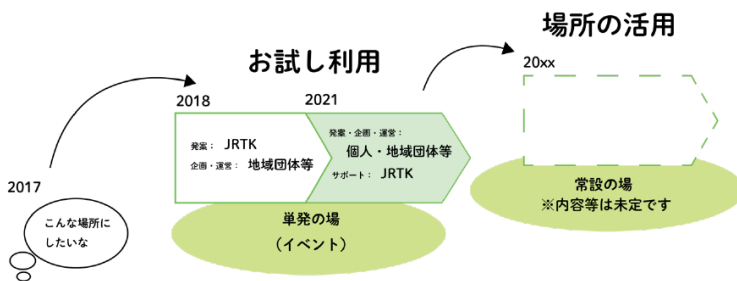 2017
こんな場所に
したいな
お試し利用
2018
発案： JRTK
企画・運営： 地域団体等
2021
発案・企画・運営：
個人・地域団体等
サポート： JRTK
単発の場
（イベント）
場所の活用
20xx
常設の場
※内容等は未定です